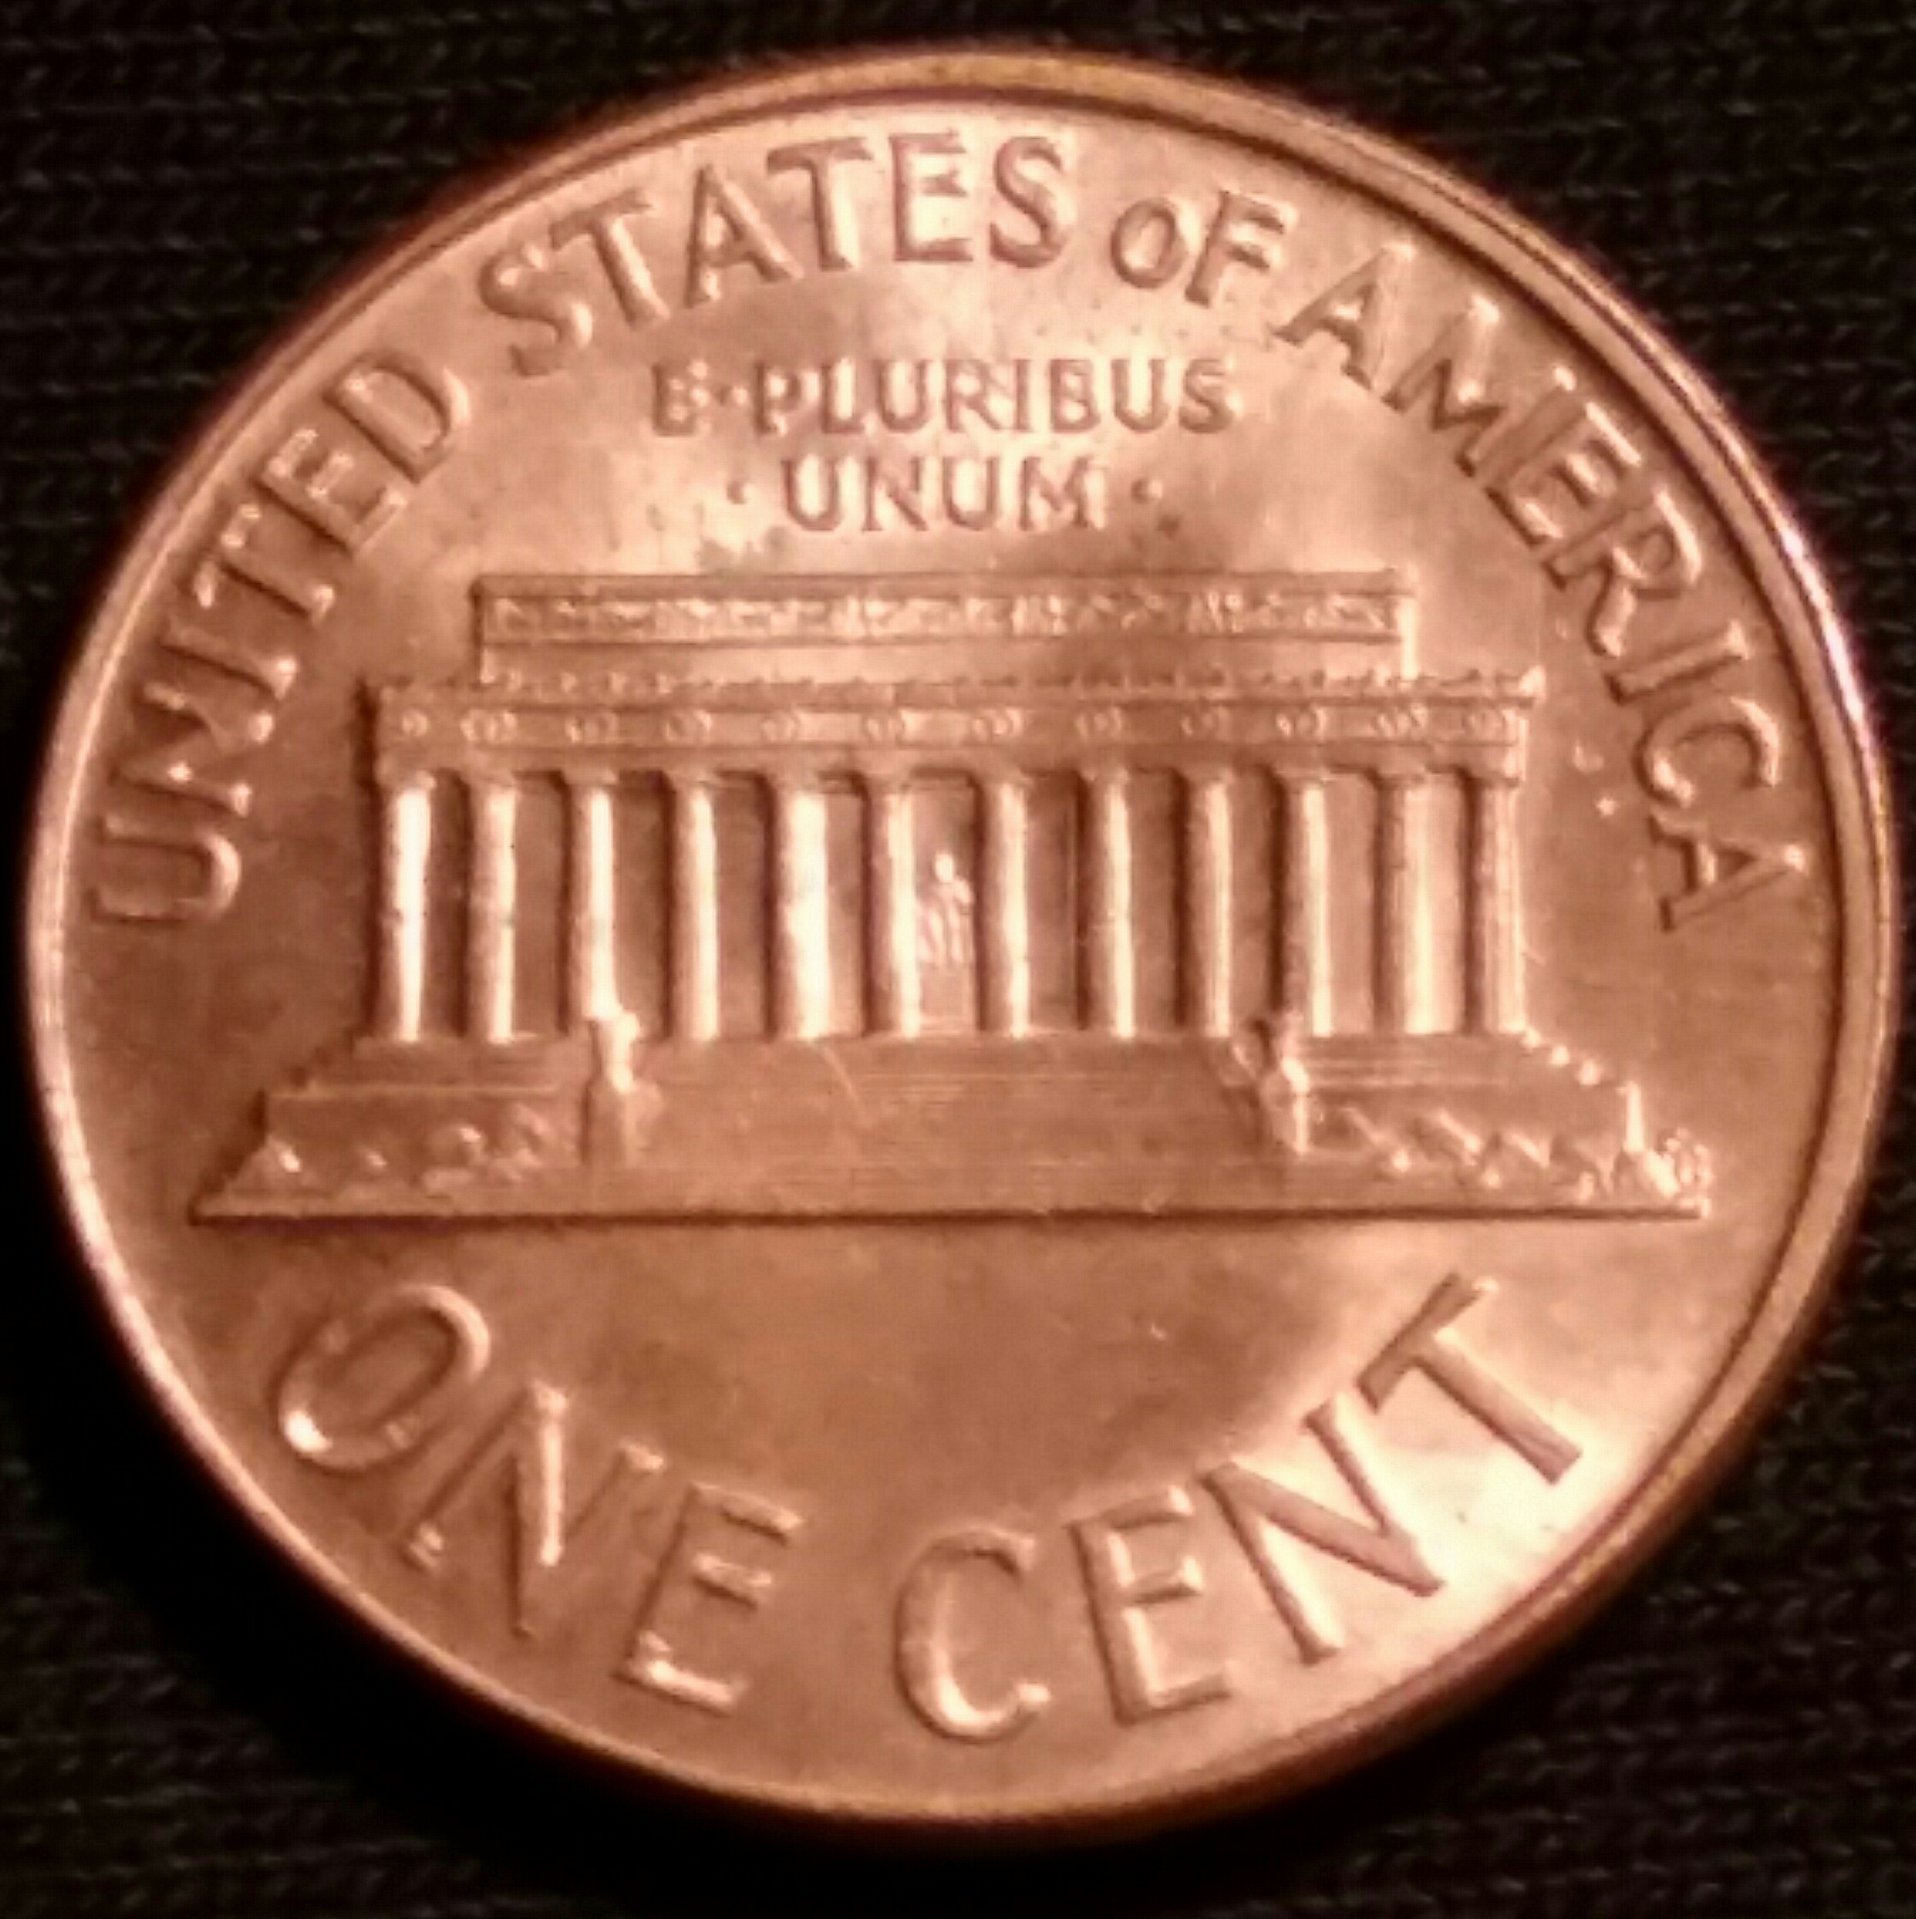 UNITED STATES OF AMERICA
E·PLURIBUS
·UNUM·
ONE CENT